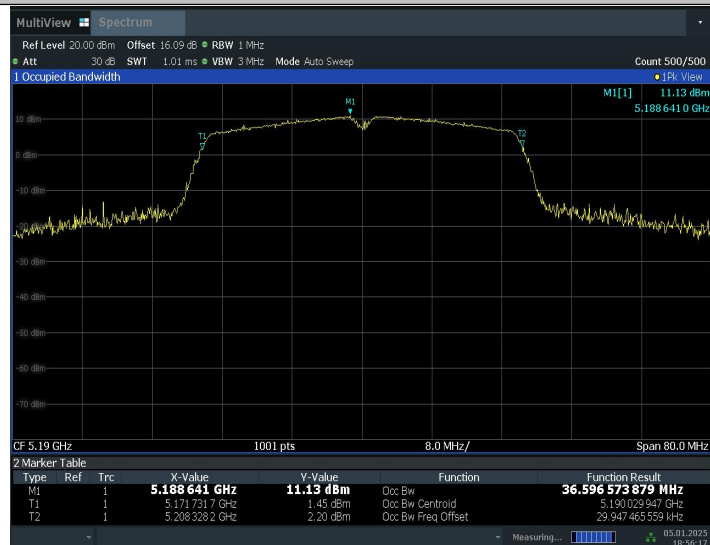 MultiView Spectrum
Ref Level 20.00 dBm Offset 16.09 dB RBW 1 MHz
Att 30 dB SWT 1.01 ms VBW 3 MHz Mode Auto Sweep Count 500/500
1 Occupied Bandwidth 1Pk View
M1[1] 11.13 dBm
5.188 641 0 GHz
M1
10 dBm
T1
T2
0 dBm
-10 dBm
-20 dBm
-30 dBm
-40 dBm
-50 dBm
-60 dBm
-70 dBm
CF 5.19 GHz 1001 pts 8.0 MHz/ Span 80.0 MHz
2 Marker Table
Type Ref Trc X-Value Y-Value Function Function Result
M1 1 5.188 641 GHz 11.13 dBm Occ Bw 36.596 573 879 MHz
T1 1 5.171 731 7 GHz 1.45 dBm Occ Bw Centroid 5.190 029 947 GHz
T2 1 5.208 328 2 GHz 2.20 dBm Occ Bw Freq Offset 29.947 465 559 kHz
Measuring... 05.01.2025
18:56:17